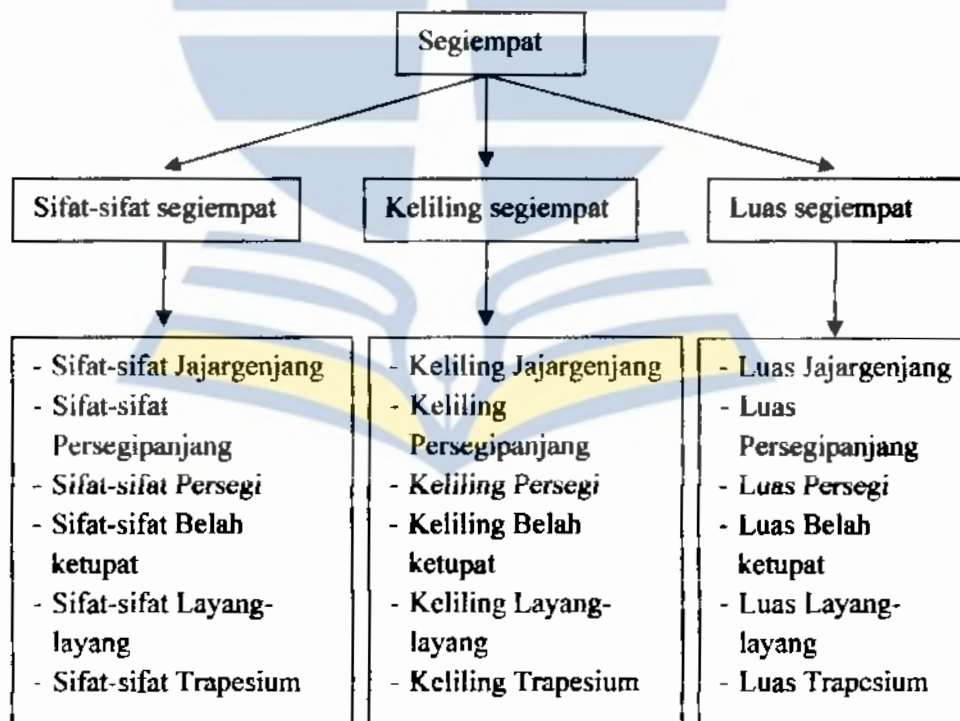 Segiempat
Sifat-sifat segiempat
Keliling segiempat
Luas segiempat
- Sifat-sifat Jajargenjang
- Sifat-sifat
Persegipanjang
- Sifat-sifat Persegi
- Sifat-sifat Belah
ketupat
- Sifat-sifat Layang-
layang
- Sifat-sifat Trapesium
- Keliling Jajargenjang
- Keliling
Persegipanjang
- Keliling Persegi
- Keliling Belah
ketupat
- Keliling Layang-
layang
- Keliling Trapesium
- Luas Jajargenjang
- Luas
Persegipanjang
- Luas Persegi
- Luas Belah
ketupat
- Luas Layang-
layang
- Luas Trapesium